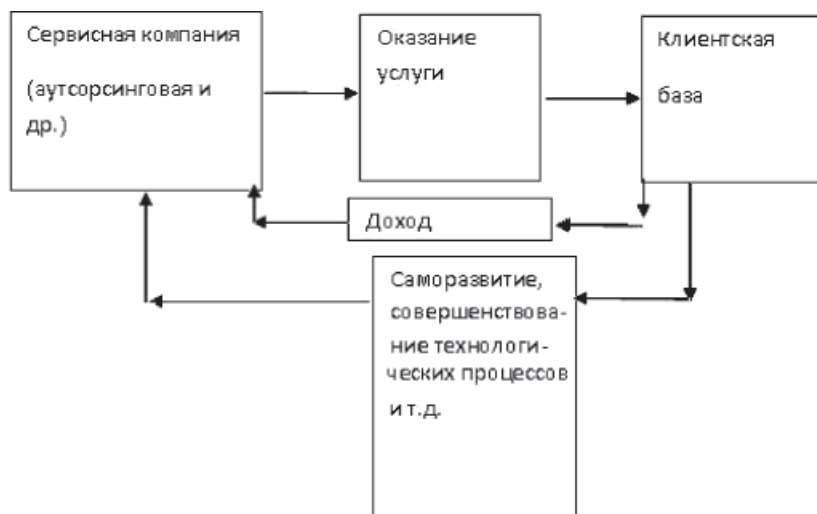 Сервисная компания
(аутсорсинговая и
др.)
Оказание
услуги
Клиентская
база
Доход
Саморазвитие,
совершенствова-
ние технологи-
ческих процессов
и т.д.